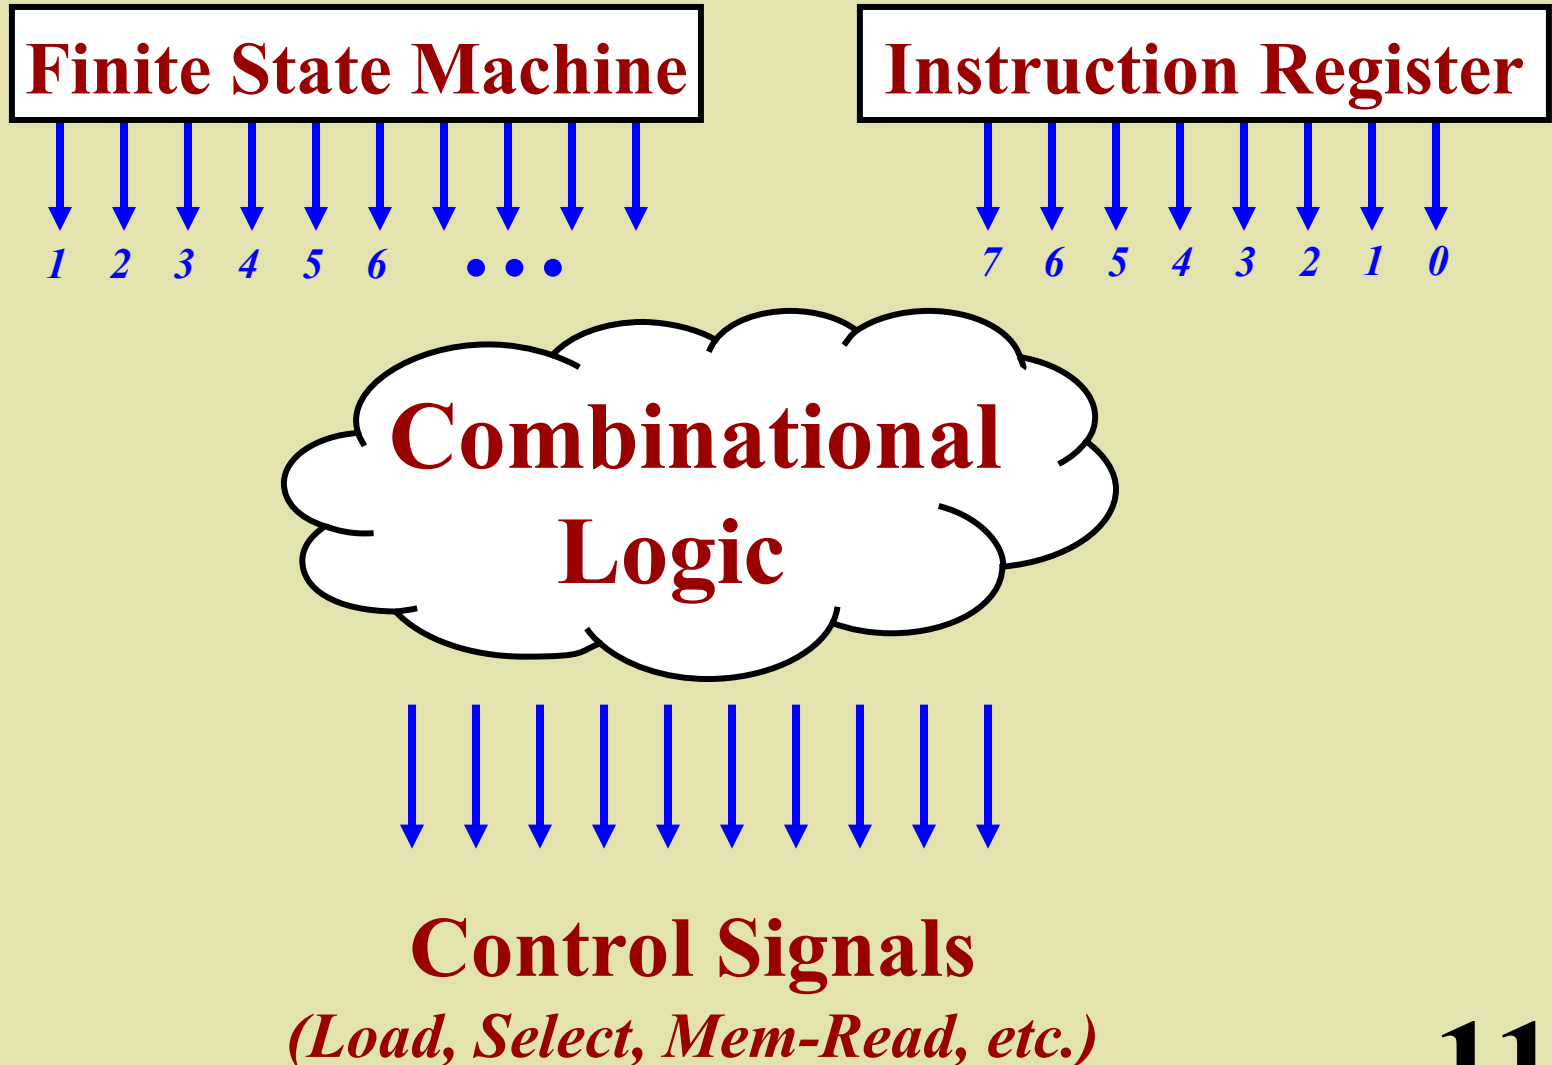 Finite State Machine
Instruction Register
1 2 3 4 5 6 •••
7 6 5 4 3 2 1 0
Combinational
Logic
Control Signals
(Load, Select, Mem-Read, etc.)
11